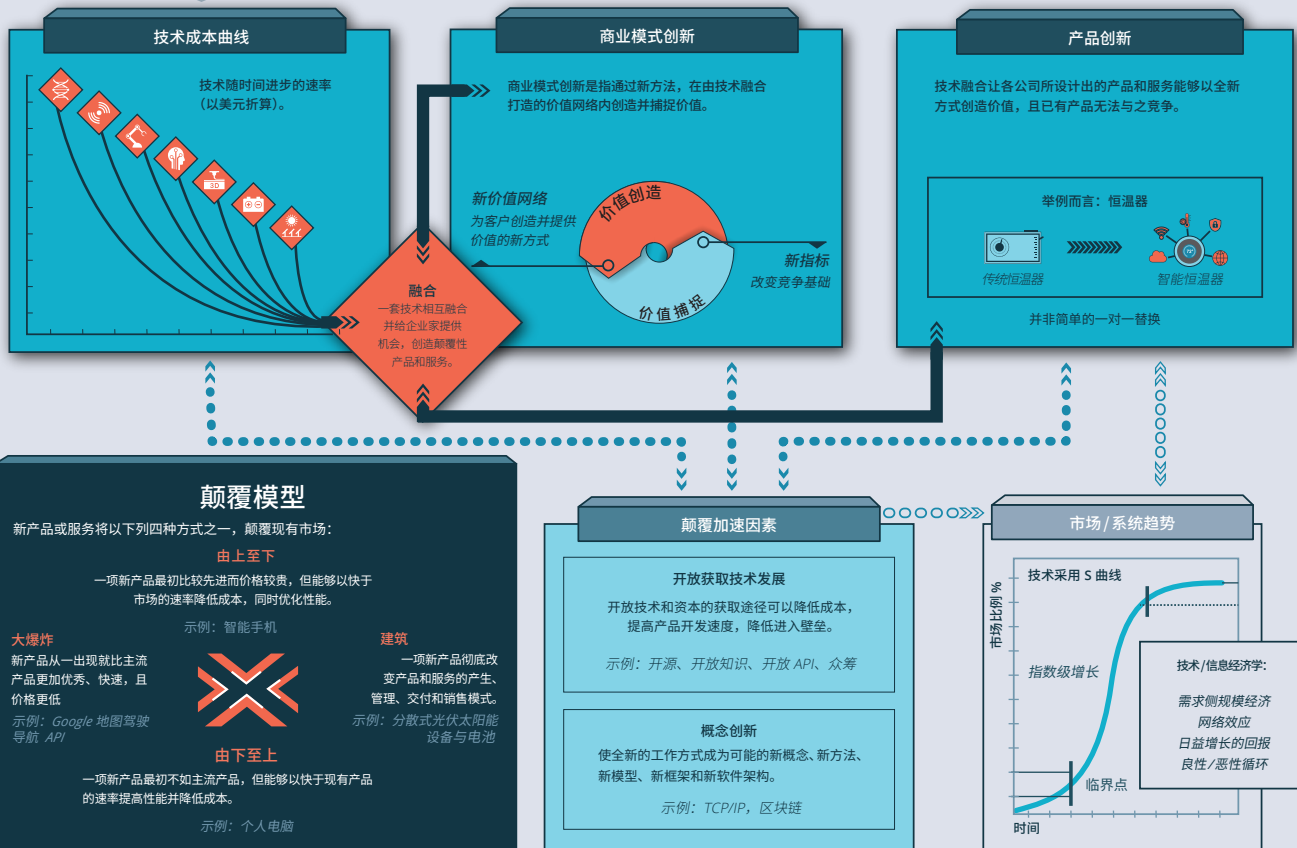 技术成本曲线
技术随时间进步的速率
（以美元折算）。
3D
商业模式创新
商业模式创新是指通过新方法，在由技术融合
打造的价值网络内创造并捕捉价值。
新价值网络
为客户创造并提供
价值的新方式
价值创造
价值捕捉
新指标
改变竞争基础
产品创新
技术融合让各公司所设计出的产品和服务能够以全新
方式创造价值，且已有产品无法与之竞争。
举例而言：恒温器
传统恒温器
智能恒温器
并非简单的一对一替换
融合
一套技术相互融合
并给企业家提供
机会，创造颠覆性
产品和服务。
颠覆模型
新产品或服务将以下列四种方式之一，颠覆现有市场：
由上至下
一项新产品最初比较先进而价格较贵，但能够以快于
市场的速率降低成本，同时优化性能。
示例：智能手机
大爆炸
新产品从一出现就比主流
产品更加优秀、快速，且
价格更低
示例：Google 地图驾驶
导航 API
建筑
一项新产品彻底改
变产品和服务的产生、
管理、交付和销售模式。
示例：分散式光伏太阳能
设备与电池
由下至上
一项新产品最初不如主流产品，但能够以快于现有产品
的速率提高性能并降低成本。
示例：个人电脑
颠覆加速因素
开放获取技术发展
开放技术和资本的获取途径可以降低成本，
提高产品开发速度，降低进入壁垒。
示例：开源、开放知识、开放 API、众筹
概念创新
使全新的工作方式成为可能的新概念、新方法、
新模型、新框架和新软件架构。
示例：TCP/IP，区块链
市场/系统趋势
技术采用 S 曲线
市场比例 %
指数级增长
临界点
时间
技术/信息经济学：
需求侧规模经济
网络效应
日益增长的回报
良性/恶性循环